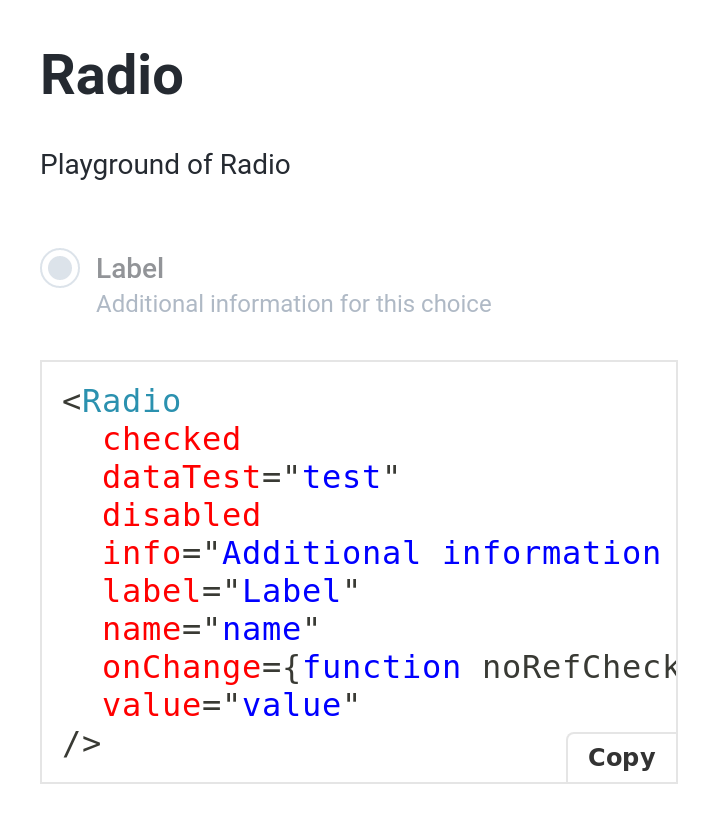 Radio
Playground of Radio
Label
Additional information for this choice
<Radio
  checked
  dataTest="test"
  disabled
  info="Additional information
  label="Label"
  name="name"
  onChange={function noRefCheck
  value="value"
/>
Copy